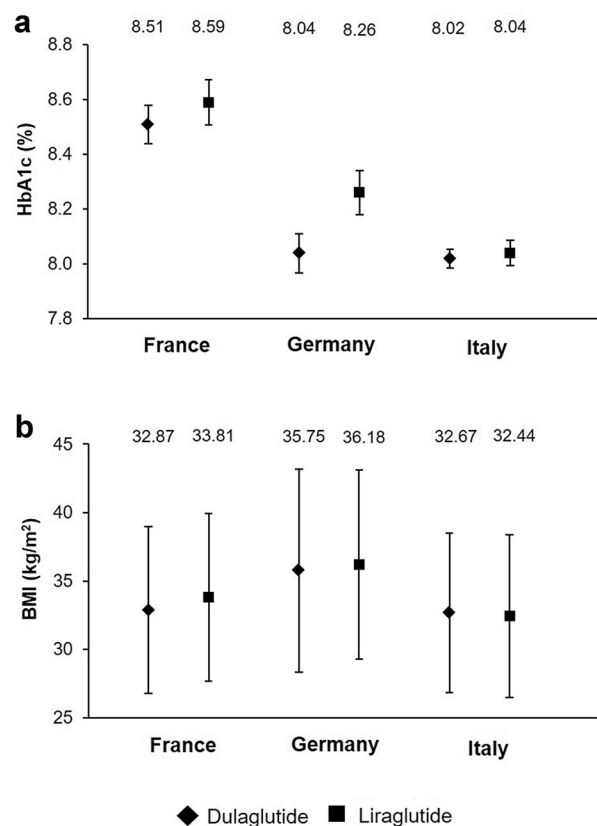 a
8.51 8.59 8.04 8.26 8.02 8.04
8.8
8.6
8.4
8.2
8.0
7.8
HbA1c (%)
France Germany Italy
b
32.87 33.81 35.75 36.18 32.67 32.44
45
40
35
30
25
BMI (kg/m²)
France Germany Italy
Dulaglutide Liraglutide